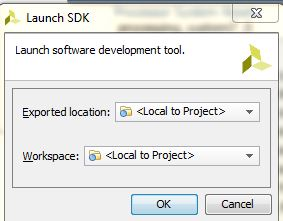 Launch SDK
Launch software development tool.
Exported location: <Local to Project>
Workspace: <Local to Project>
OK Cancel